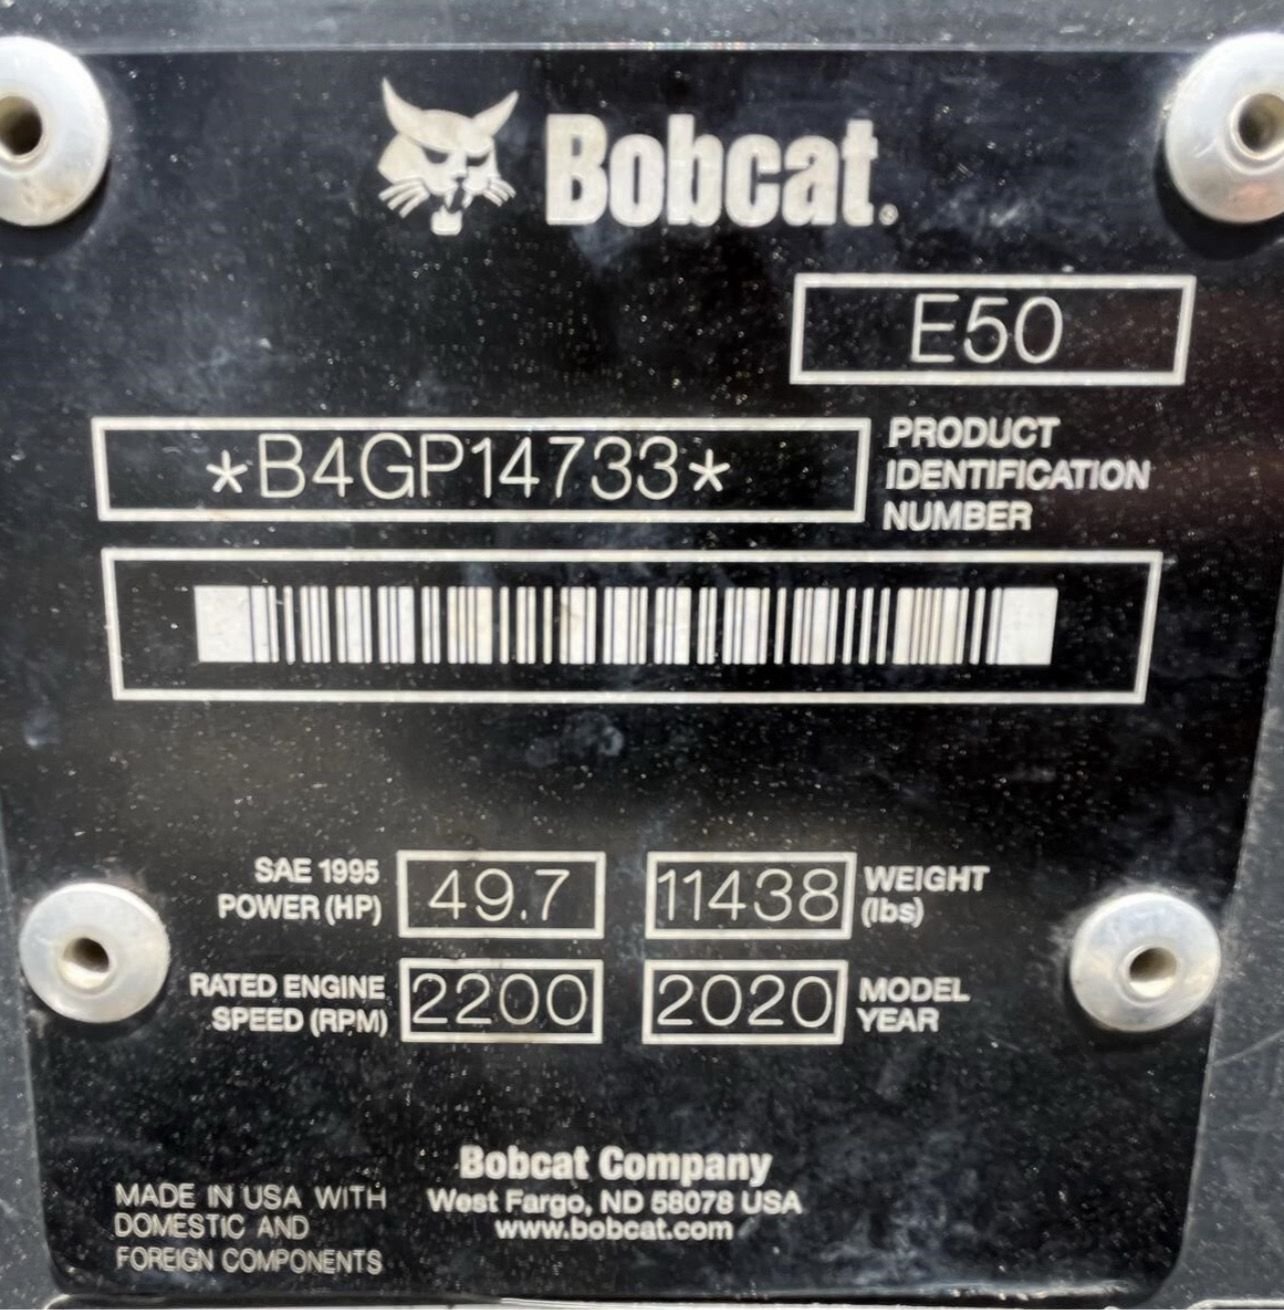 Bobcat®
E50
*B4GP14733*
PRODUCT
IDENTIFICATION
NUMBER
SAE 1995
POWER (HP)
49.7
11438
WEIGHT
(lbs)
RATED ENGINE
SPEED (RPM)
2200
2020
MODEL
YEAR
Bobcat Company
West Fargo, ND 58078 USA
www.bobcat.com
MADE IN USA WITH
DOMESTIC AND
FOREIGN COMPONENTS